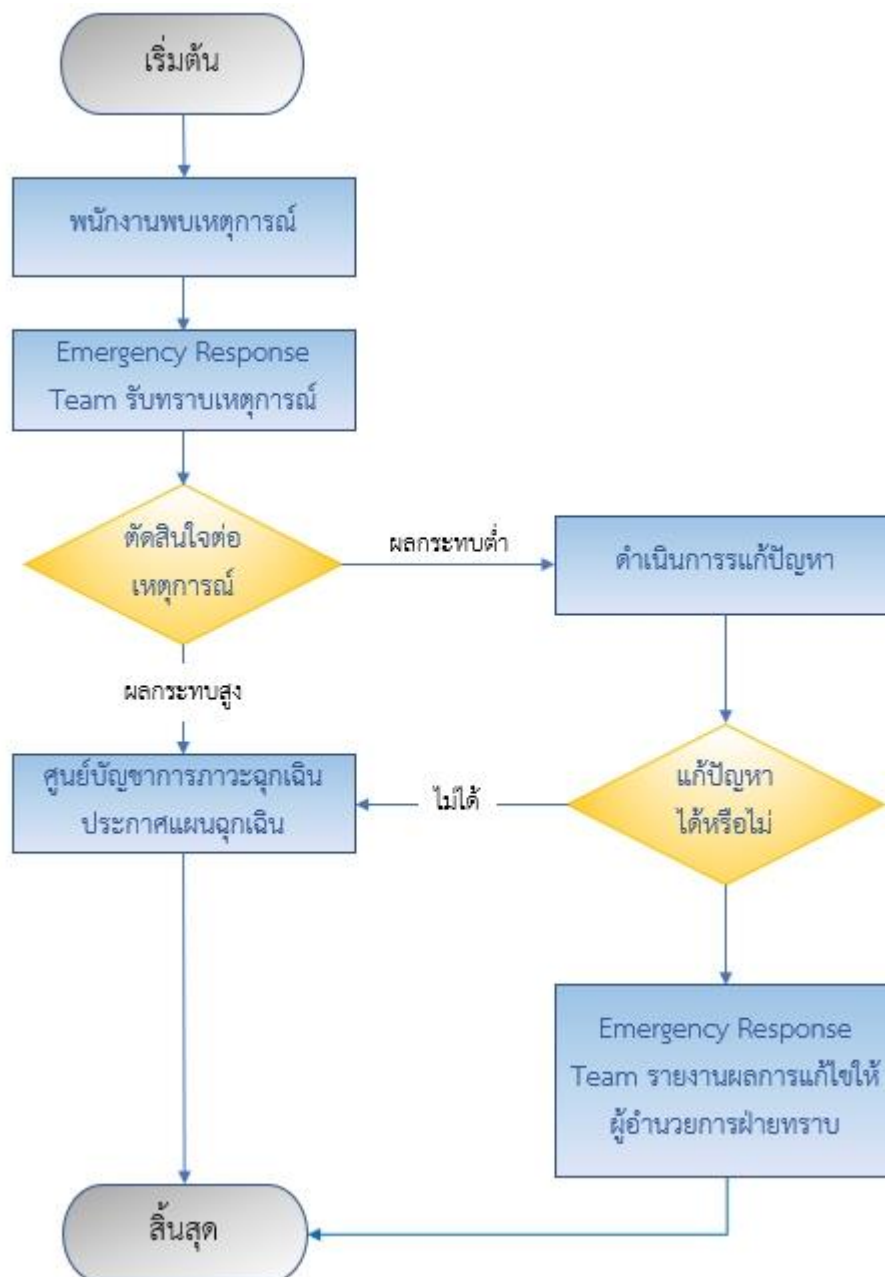 เริ่มต้น
พนักงานพบเหตุการณ์
Emergency Response
Team รับทราบเหตุการณ์
ตัดสินใจต่อ
เหตุการณ์
ผลกระทบต่ำ
ดำเนินการรแก้ปัญหา
ผลกระทบสูง
ศูนย์บัญชาการภาวะฉุกเฉิน
ประกาศแผนฉุกเฉิน
ไม่ได้
แก้ปัญหา
ได้หรือไม่
Emergency Response
Team รายงานผลการแก้ไขให้
ผู้อำนวยการฝ่ายทราบ
สิ้นสุด